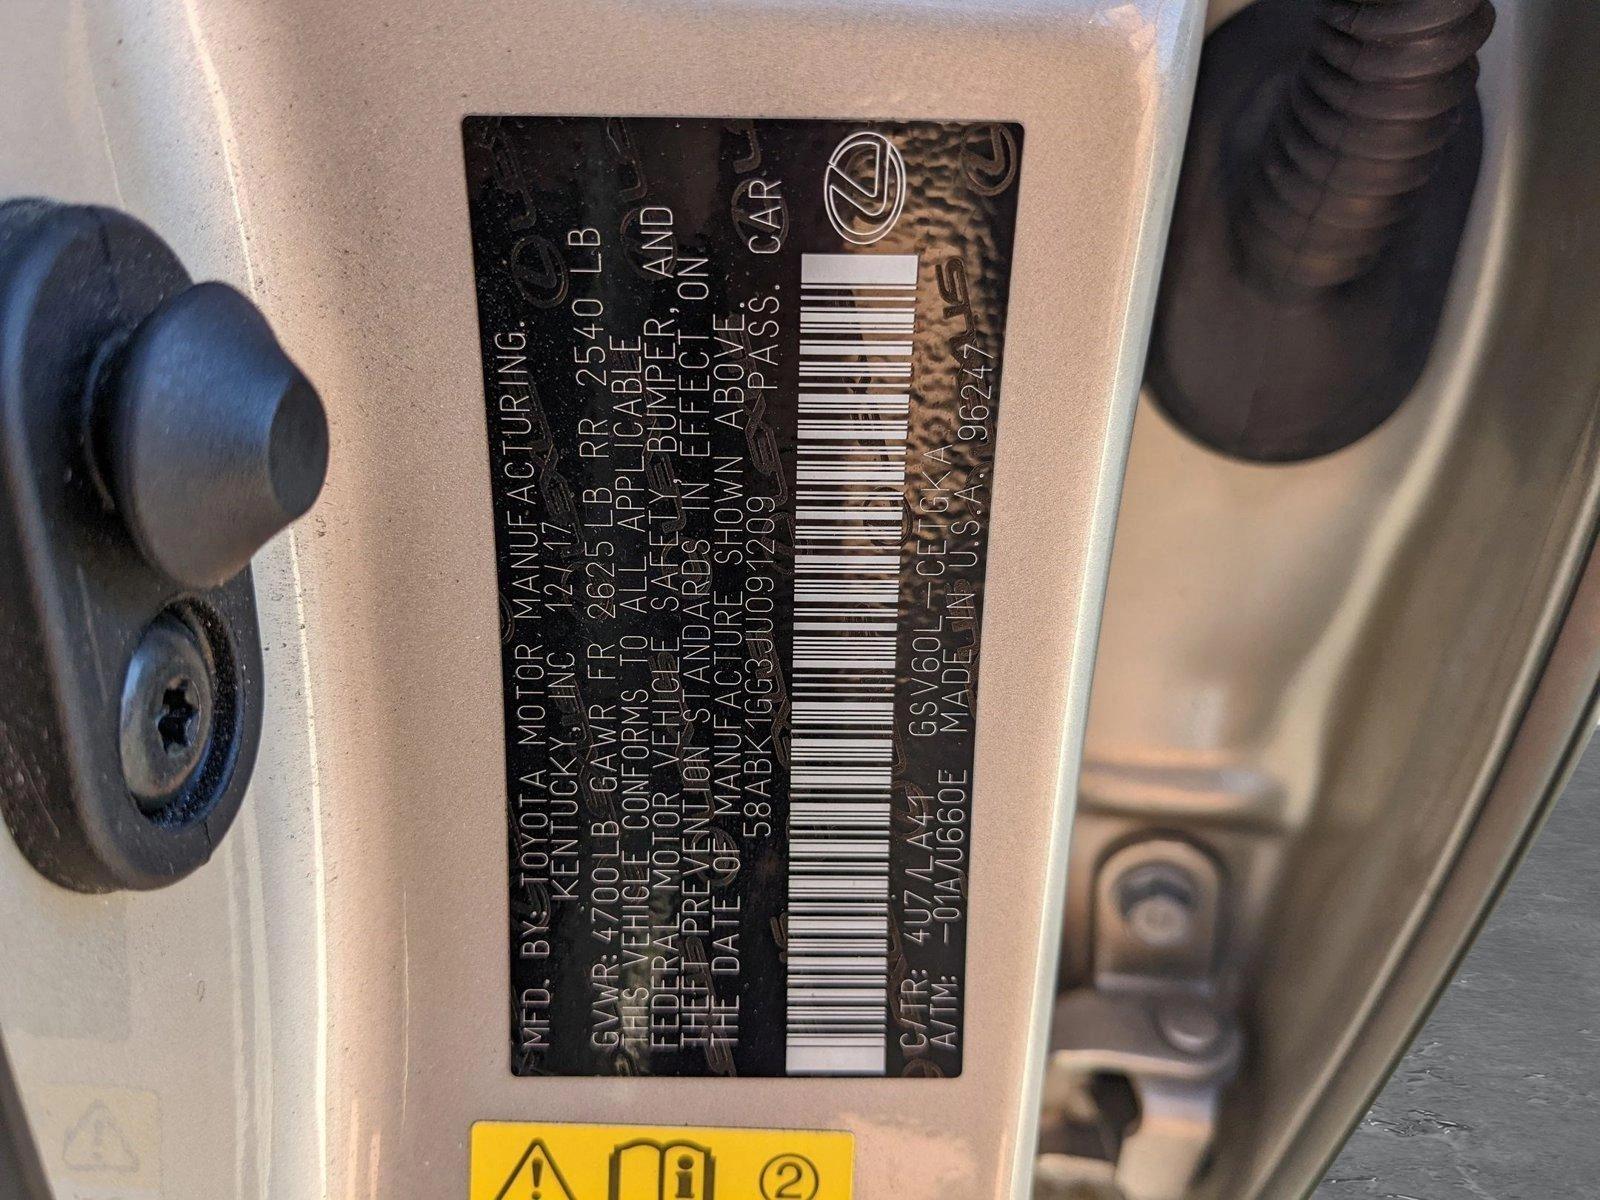 MFD. BY: TOYOTA MOTOR MANUFACTURING.
KENTUCKY, INC 12/17
GVWR: 4700LB GAWR FR 2625 LB RR 2540 LB
THIS VEHICLE CONFORMS TO ALL APPLICABLE
FEDERAL MOTOR VEHICLE SAFETY, BUMPER, AND
THEFT PREVENTION STANDARDS IN EFFECT ON
THE DATE OF MANUFACTURE SHOWN ABOVE.
58ABK1GG3JU091209 PASS. CAR
C/TR: 4U7/LA41 GSV60L-CETGKA
A/TM: -01A/U660E MADE IN U.S.A. 96247
i 2